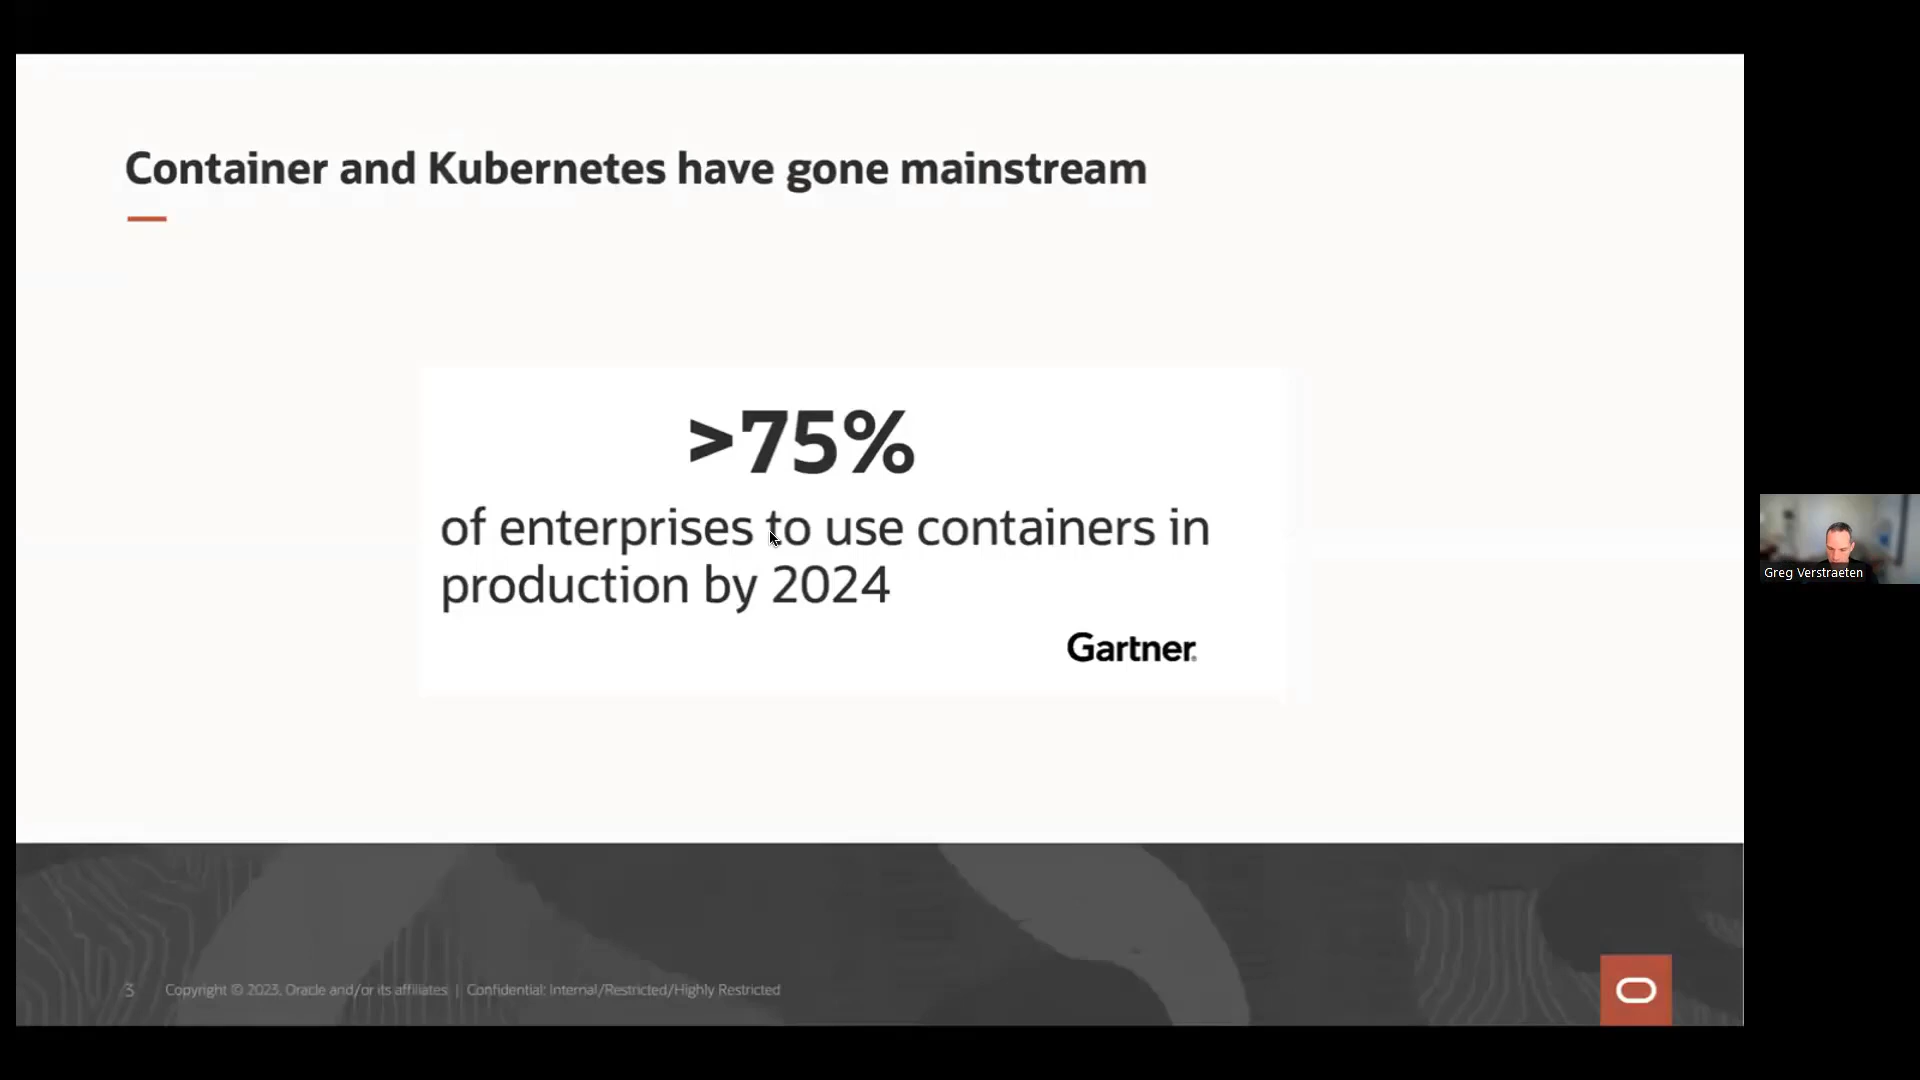 Container and Kubernetes have gone mainstream
>75%
of enterprises to use containers in
production by 2024
Gartner.
Greg Verstraeten
3 Copyright © 2023, Oracle and/or its affiliates | Confidential: Internal/Restricted/Highly Restricted